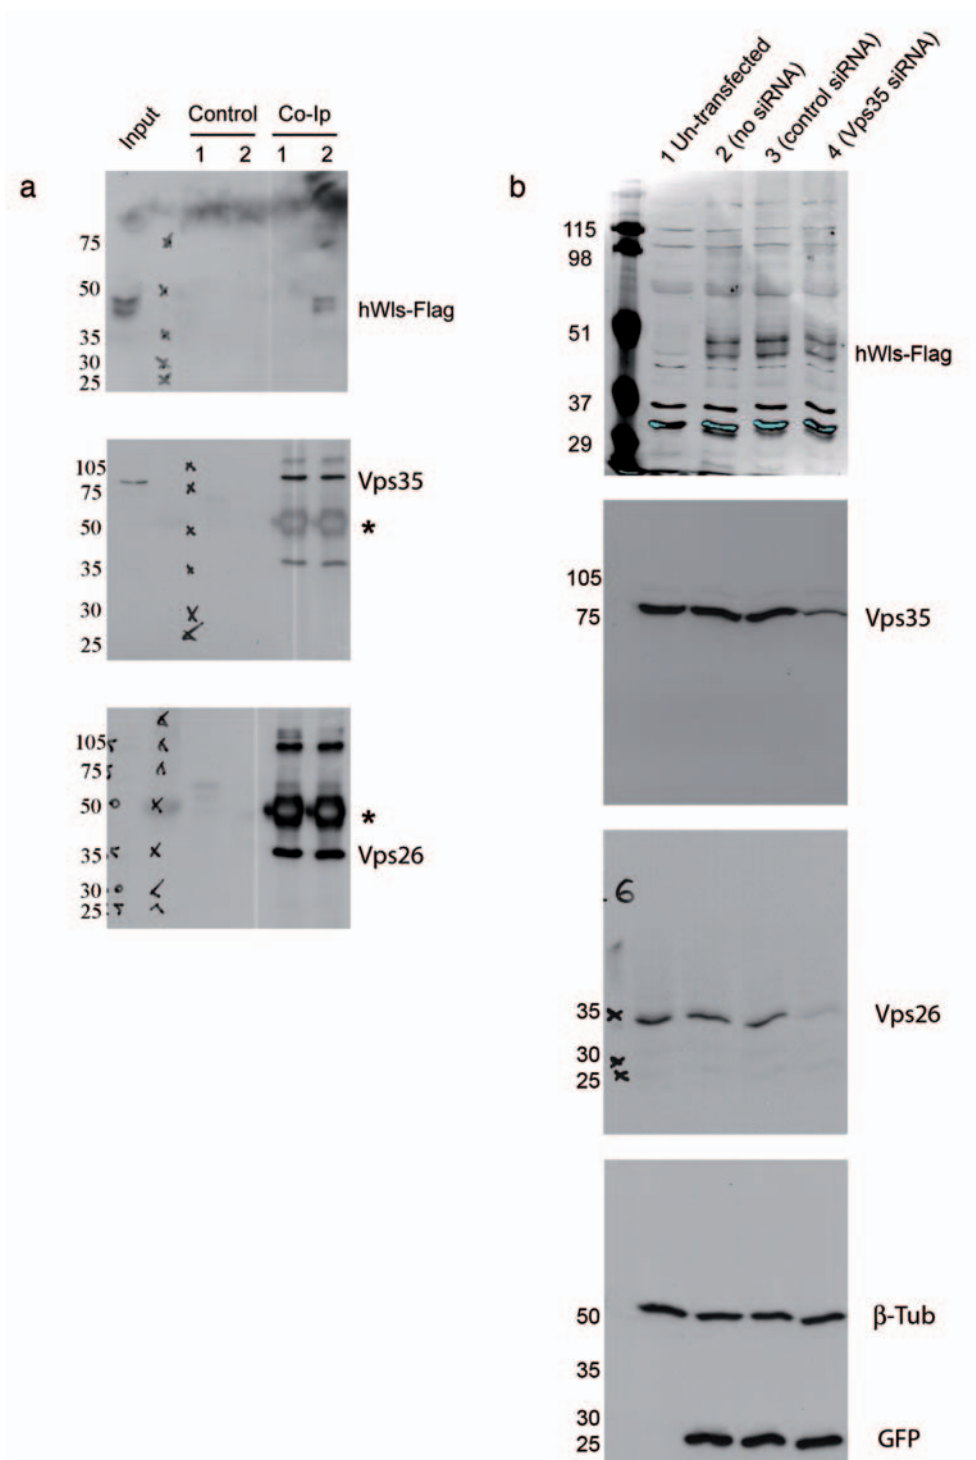 Input
Control
Co-Ip
1 2 1 2
a
75
50
35
30
25
hWls-Flag
105
75
50
35
30
25
Vps35
*
105
75
50
35
30
25
*
Vps26
1 Un-transfected
2 (no siRNA)
3 (control siRNA)
4 (Vps35 siRNA)
b
115
98
51
37
29
hWls-Flag
105
75
Vps35
.6
35
30
25
Vps26
50
35
30
25
β-Tub
GFP